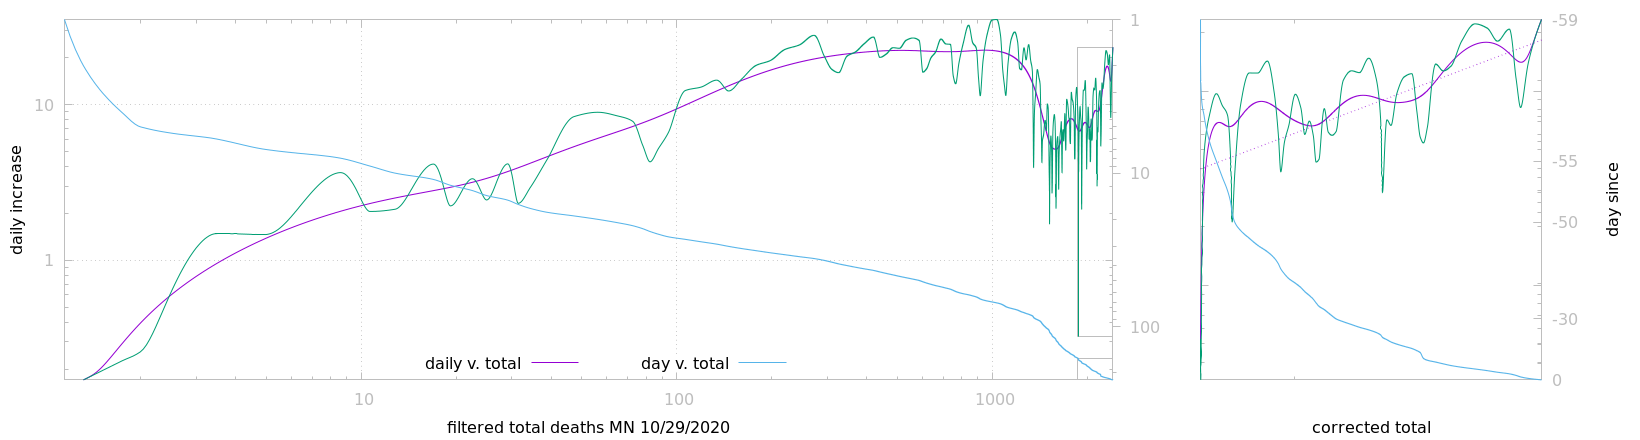 daily increase
10
1
daily v. total
day v. total
10
100
1000
filtered total deaths MN 10/29/2020
1
10
100
-59
-55
-50
-30
0
day since
corrected total